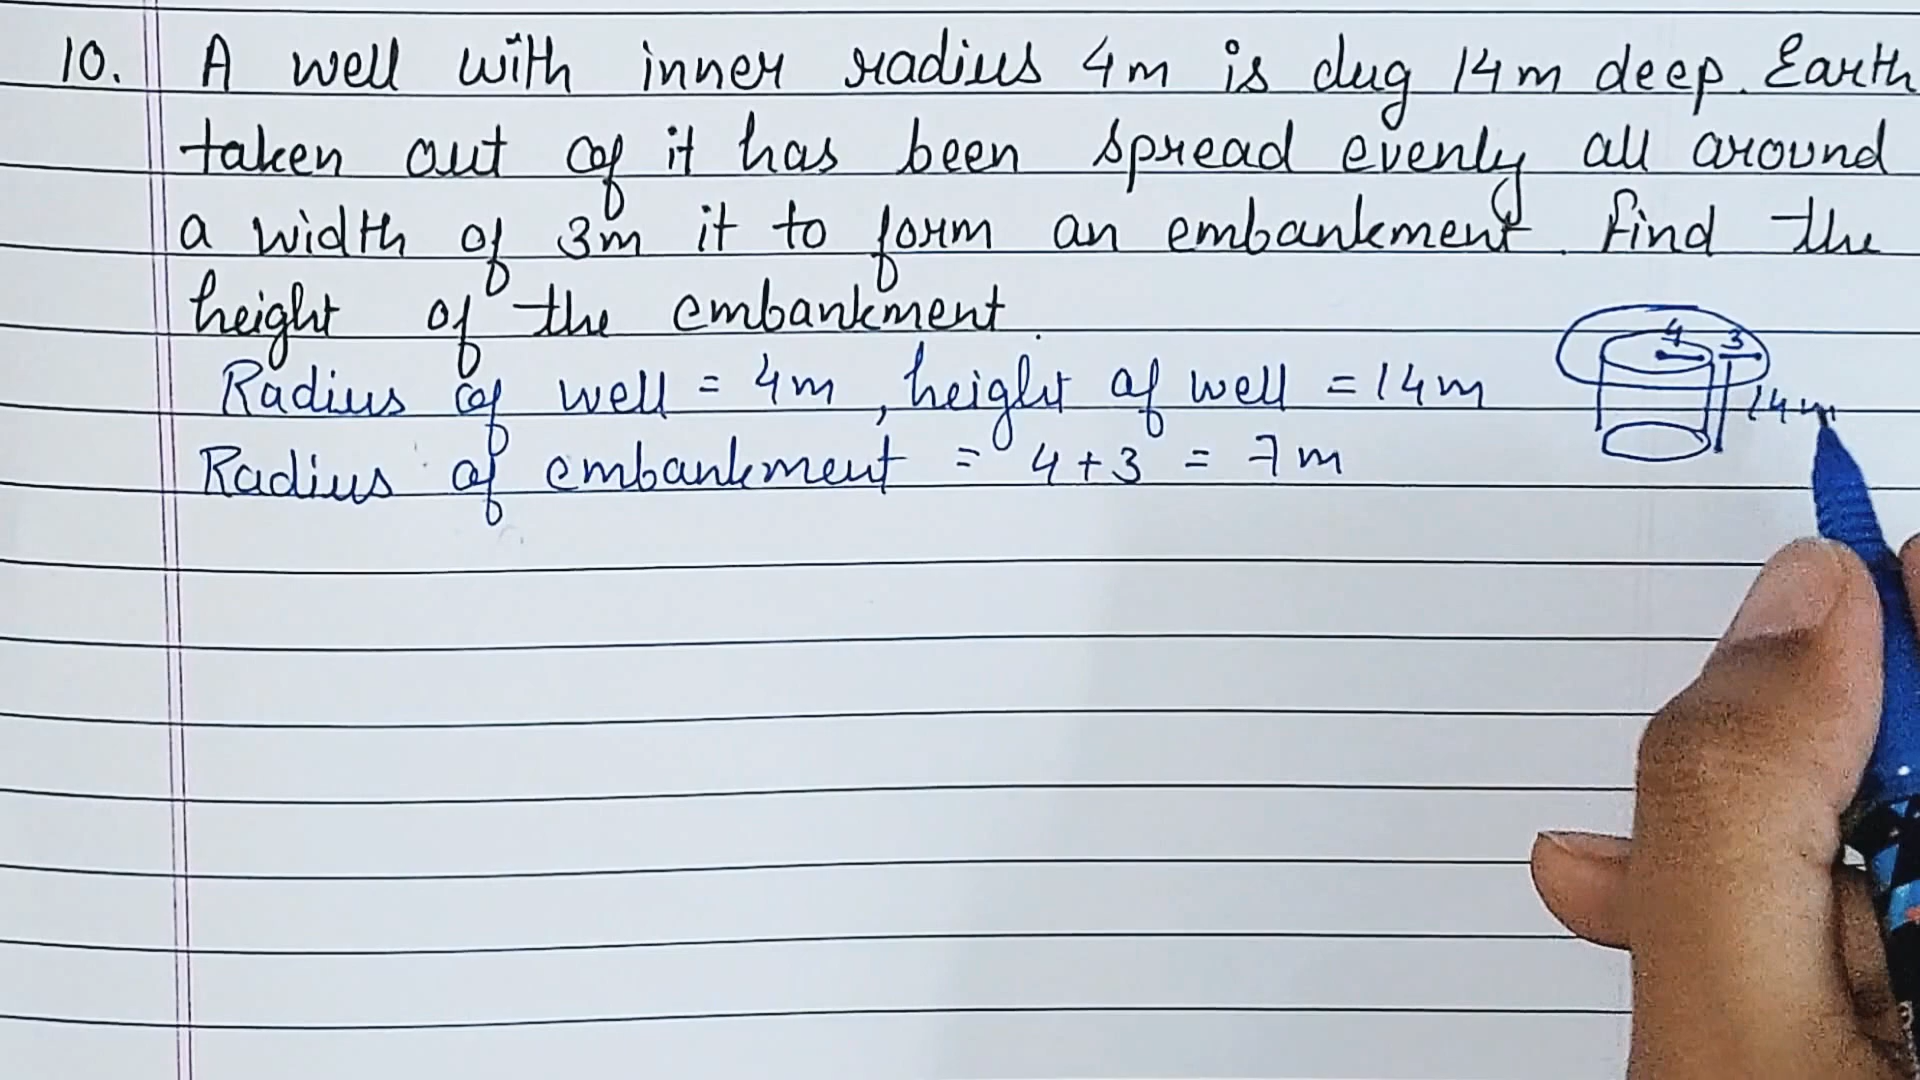 10. A well with inner radius 4m is dug 14m deep. Earth
taken out of it has been spread evenly all around
a width of 3m it to form an embankment. Find the
height of the embankment.
Radius of well = 4m, height of well = 14m
Radius of embankment = 4+3 = 7m
4 3
14m